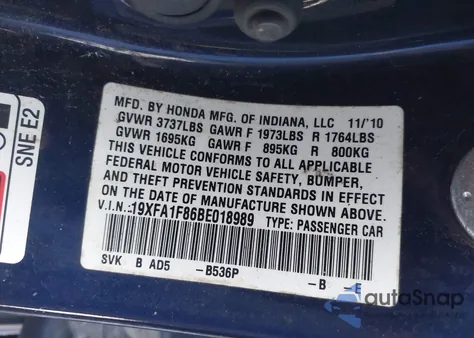 MFD. BY HONDA MFG. OF INDIANA, LLC 11/'10
GVWR 3737LBS GAWR F 1973LBS R 1764LBS
GVWR 1695KG GAWR F 895KG R 800KG
THIS VEHICLE CONFORMS TO ALL APPLICABLE
FEDERAL MOTOR VEHICLE SAFETY, BUMPER,
AND THEFT PREVENTION STANDARDS IN EFFECT
ON THE DATE OF MANUFACTURE SHOWN ABOVE.
V.I.N.:19XFA1F86BE018989 TYPE: PASSENGER CAR
SVK B AD5 -B536P -B -E
SNE E2
autoSnap